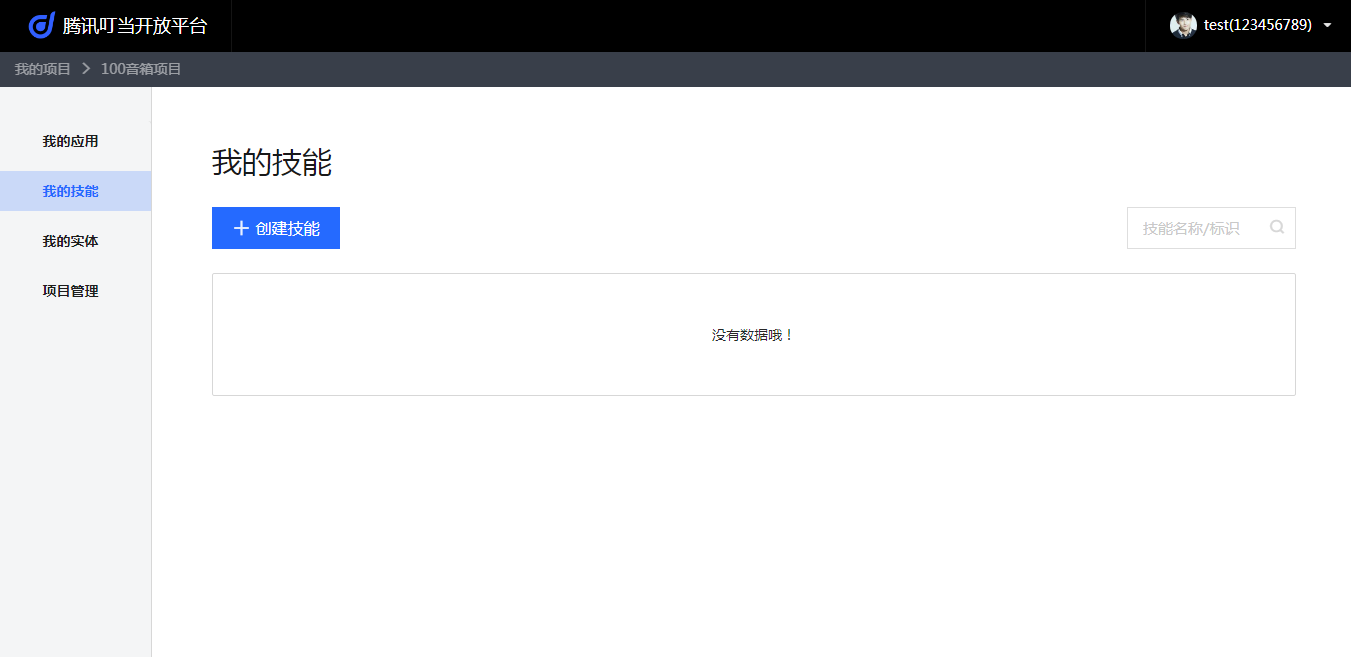 腾讯叮当开放平台
test(123456789)
我的项目 > 100音箱项目
我的应用
我的技能
我的实体
项目管理
我的技能
+ 创建技能
技能名称/标识
没有数据哦！